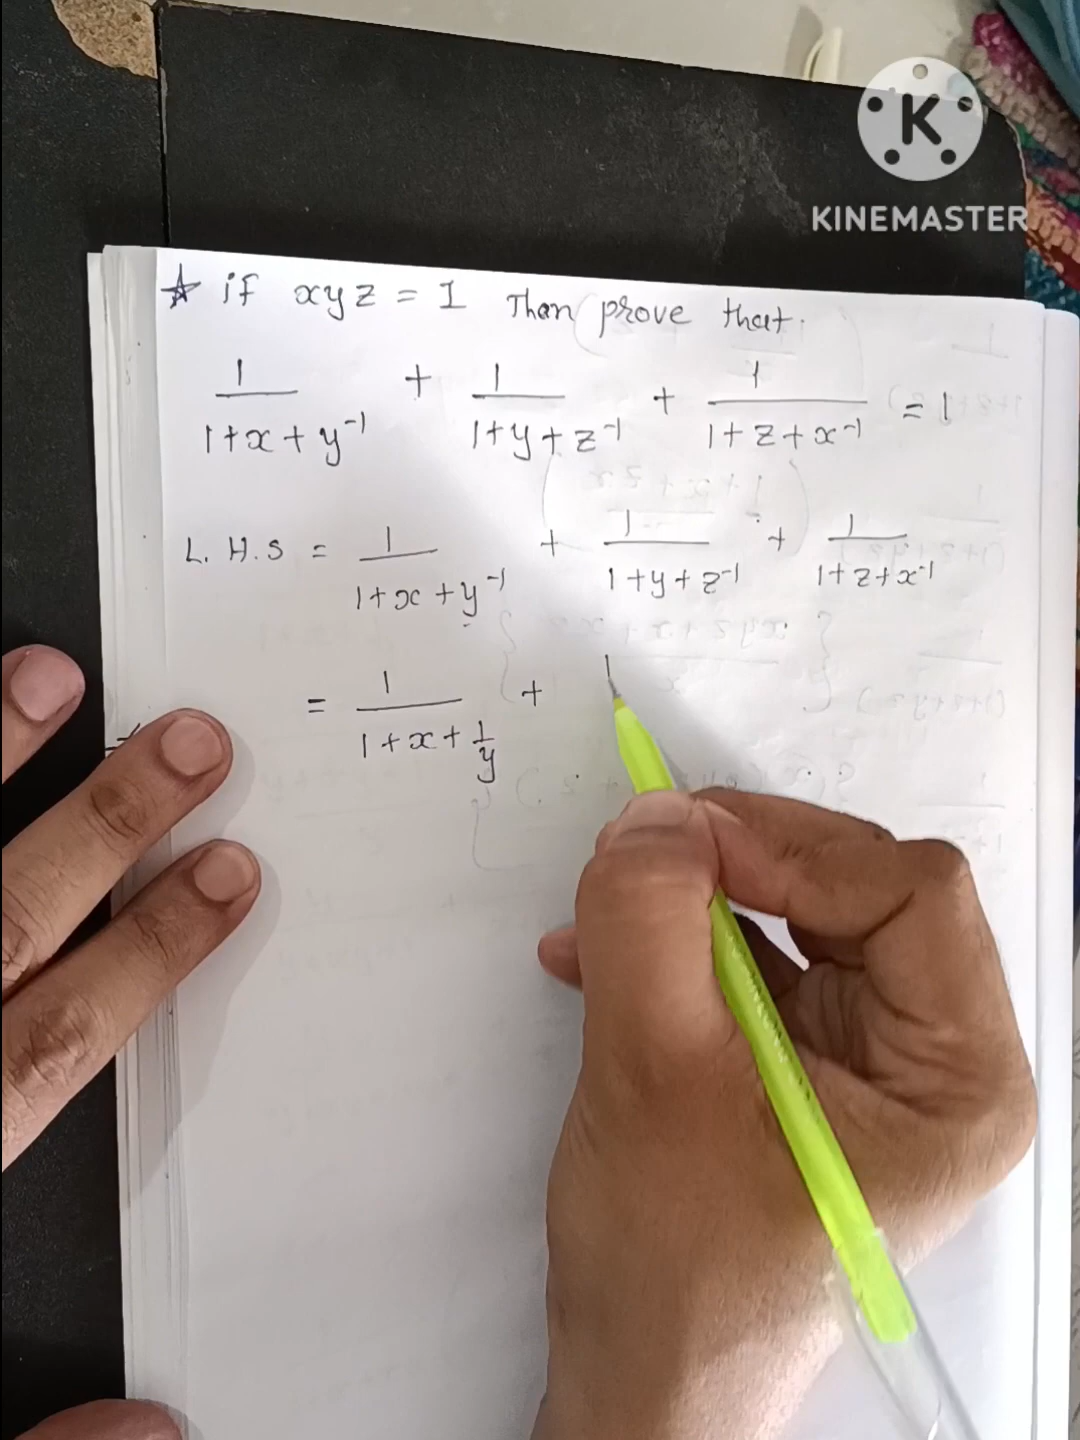 K
KINEMASTER
☆ if xyz = 1 Than prove that.
1/(1+x+y⁻¹) + 1/(1+y+z⁻¹) + 1/(1+z+x⁻¹) = 1
L.H.S = 1/(1+x+y⁻¹) + 1/(1+y+z⁻¹) + 1/(1+z+x⁻¹)
= 1/(1+x+1/y) + 1